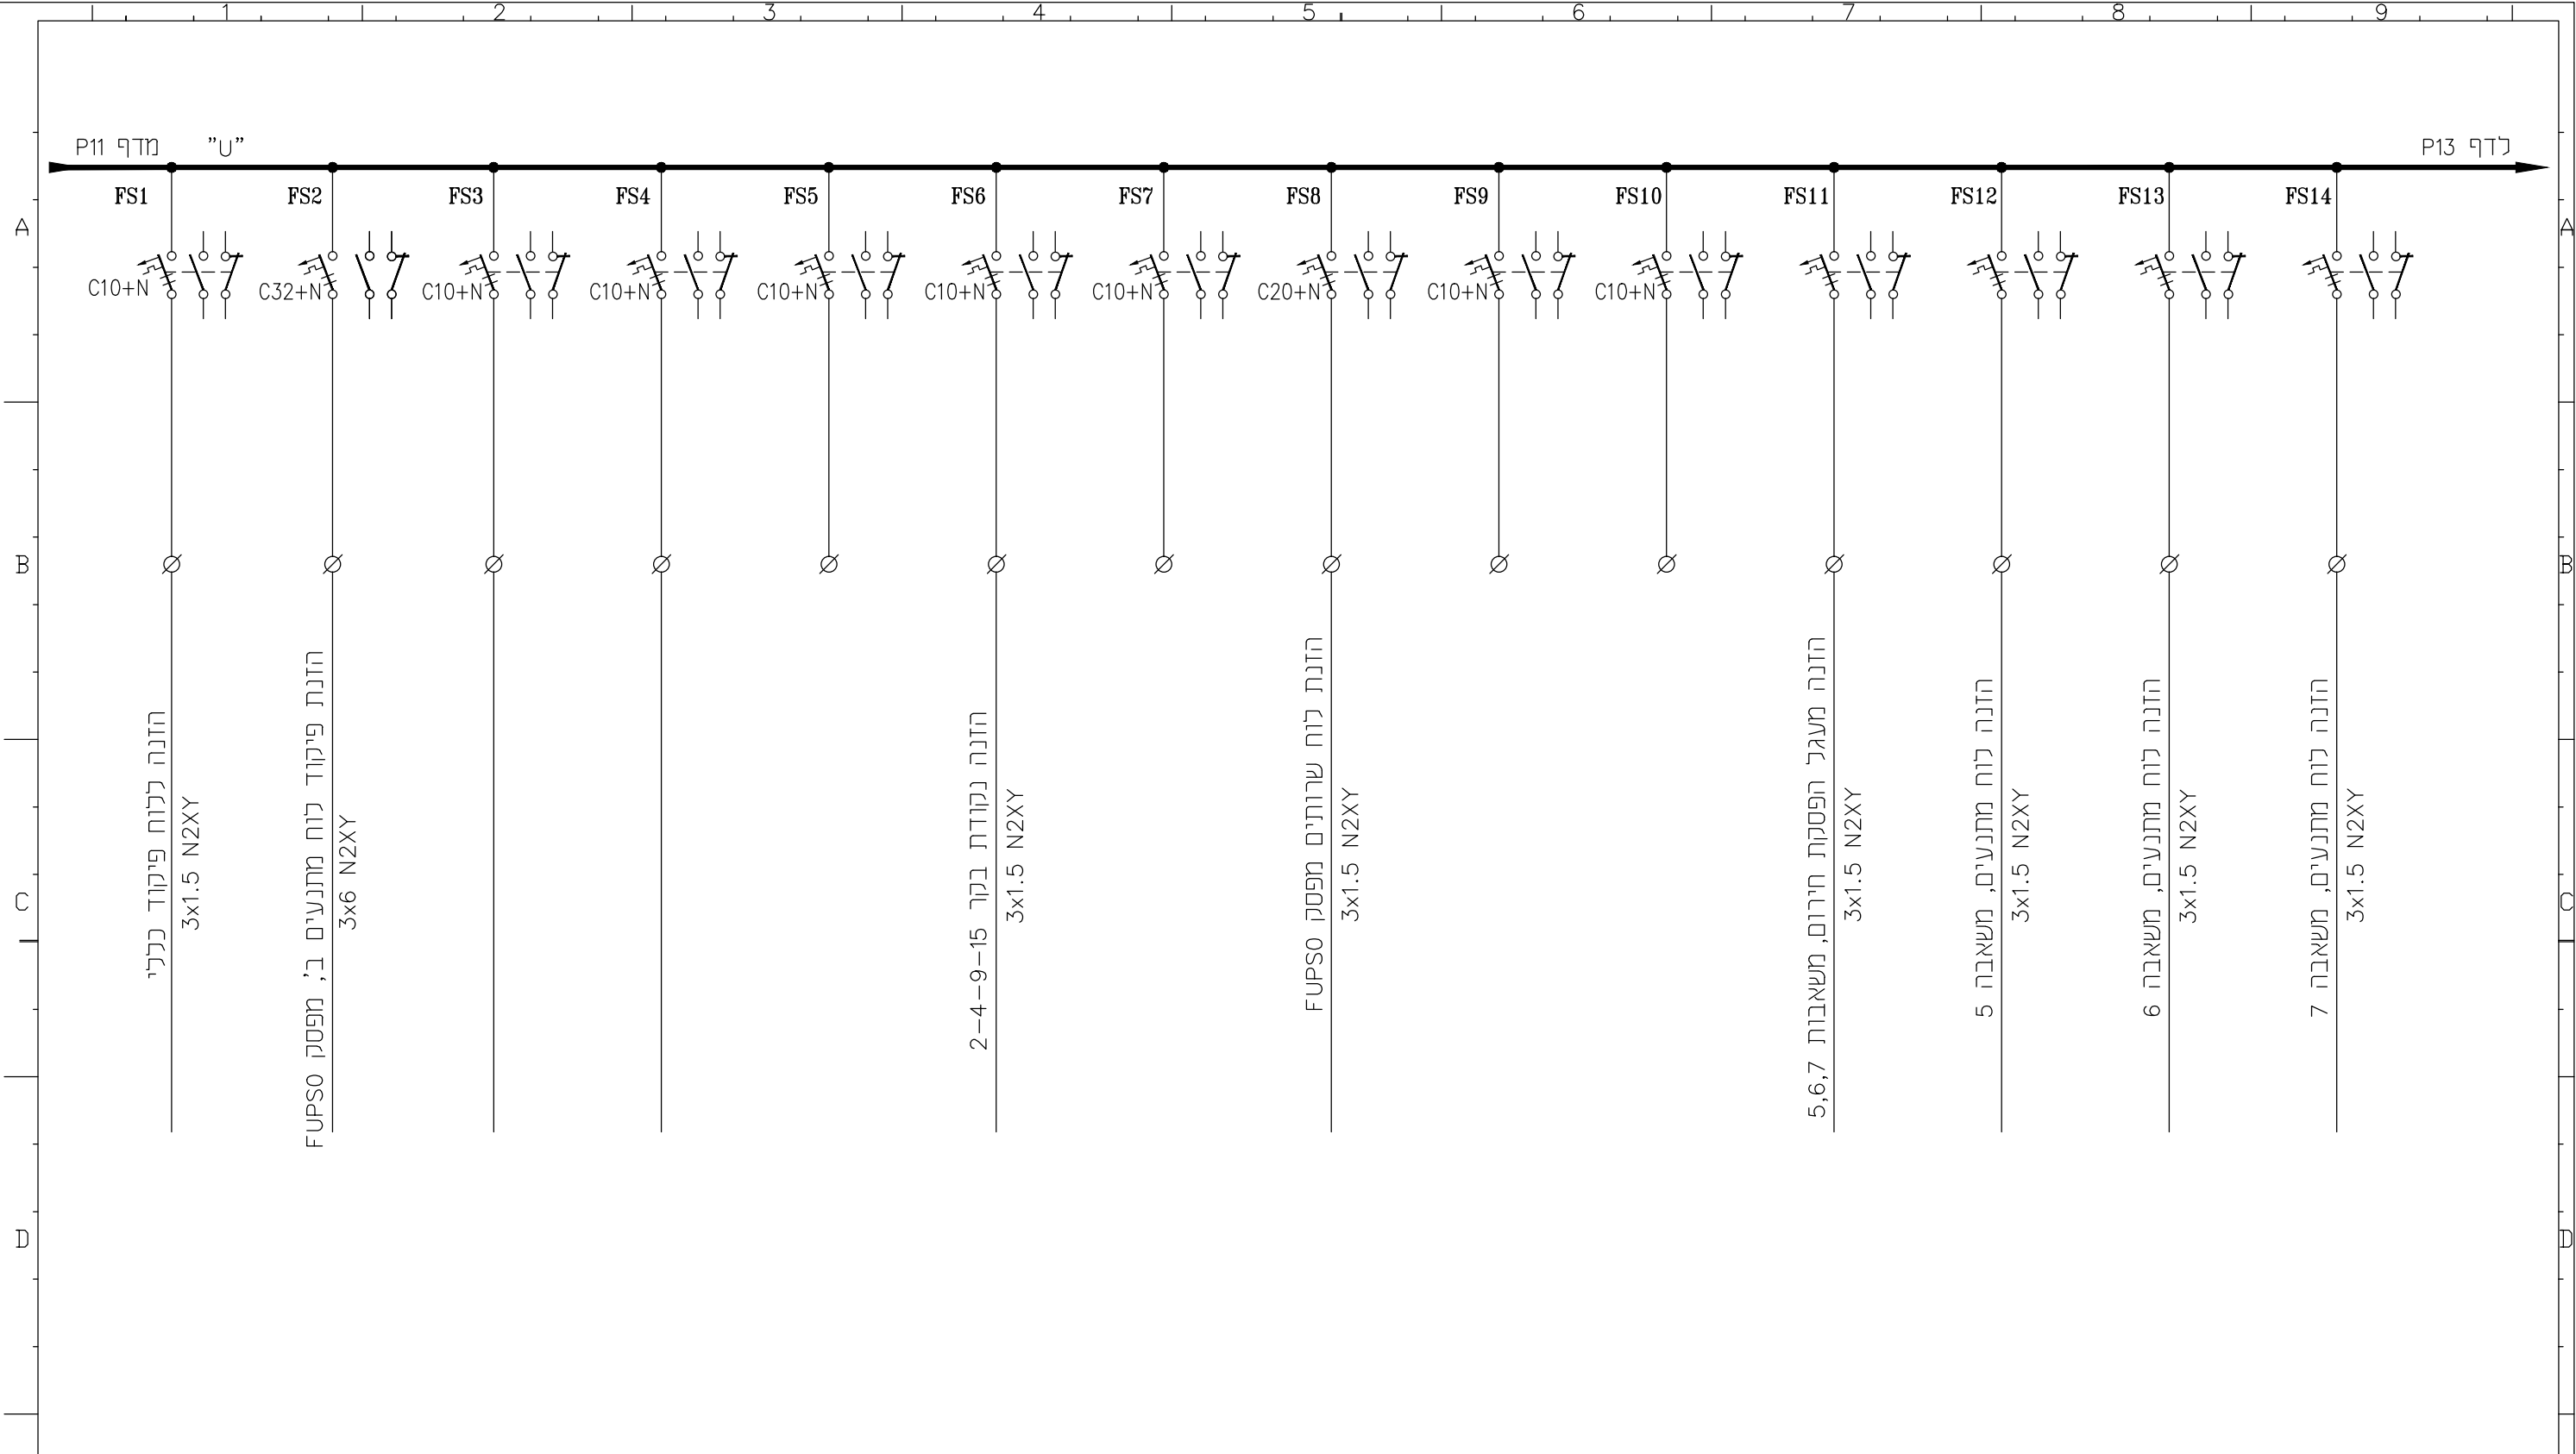 1 2 3 4 5 6 7 8 9
מדף P11 "U" לדף P13
FS1 FS2 FS3 FS4 FS5 FS6 FS7 FS8 FS9 FS10 FS11 FS12 FS13 FS14
A A
C10+N C32+N C10+N C10+N C10+N C10+N C10+N C20+N C10+N C10+N
B B
הזנה ללוח פיקוד כללי
3x1.5 N2XY
הזנת פיקוד לוח מתנעים ב', מפסק FUPS0
3x6 N2XY
הזנה נקודת בקר 2-4-9-15
3x1.5 N2XY
הזנת לוח שרותים מפסק FUPS0
3x1.5 N2XY
הזנה מעגל הפסקת חירום, משאבות 5,6,7
3x1.5 N2XY
הזנה לוח מתנעים, משאבה 5
3x1.5 N2XY
הזנה לוח מתנעים, משאבה 6
3x1.5 N2XY
הזנה לוח מתנעים, משאבה 7
3x1.5 N2XY
C C
D D